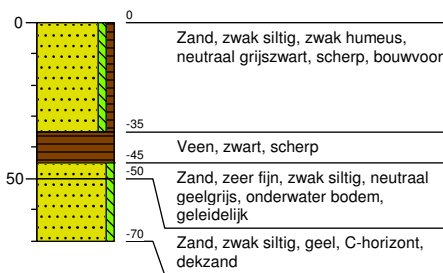 0
0
Zand, zwak siltig, zwak humeus,
neutraal grijszwart, scherp, bouwvoor
-35
Veen, zwart, scherp
-45
50
-50
Zand, zeer fijn, zwak siltig, neutraal
geelgrijs, onderwater bodem,
geleidelijk
-70
Zand, zwak siltig, geel, C-horizont,
dekzand